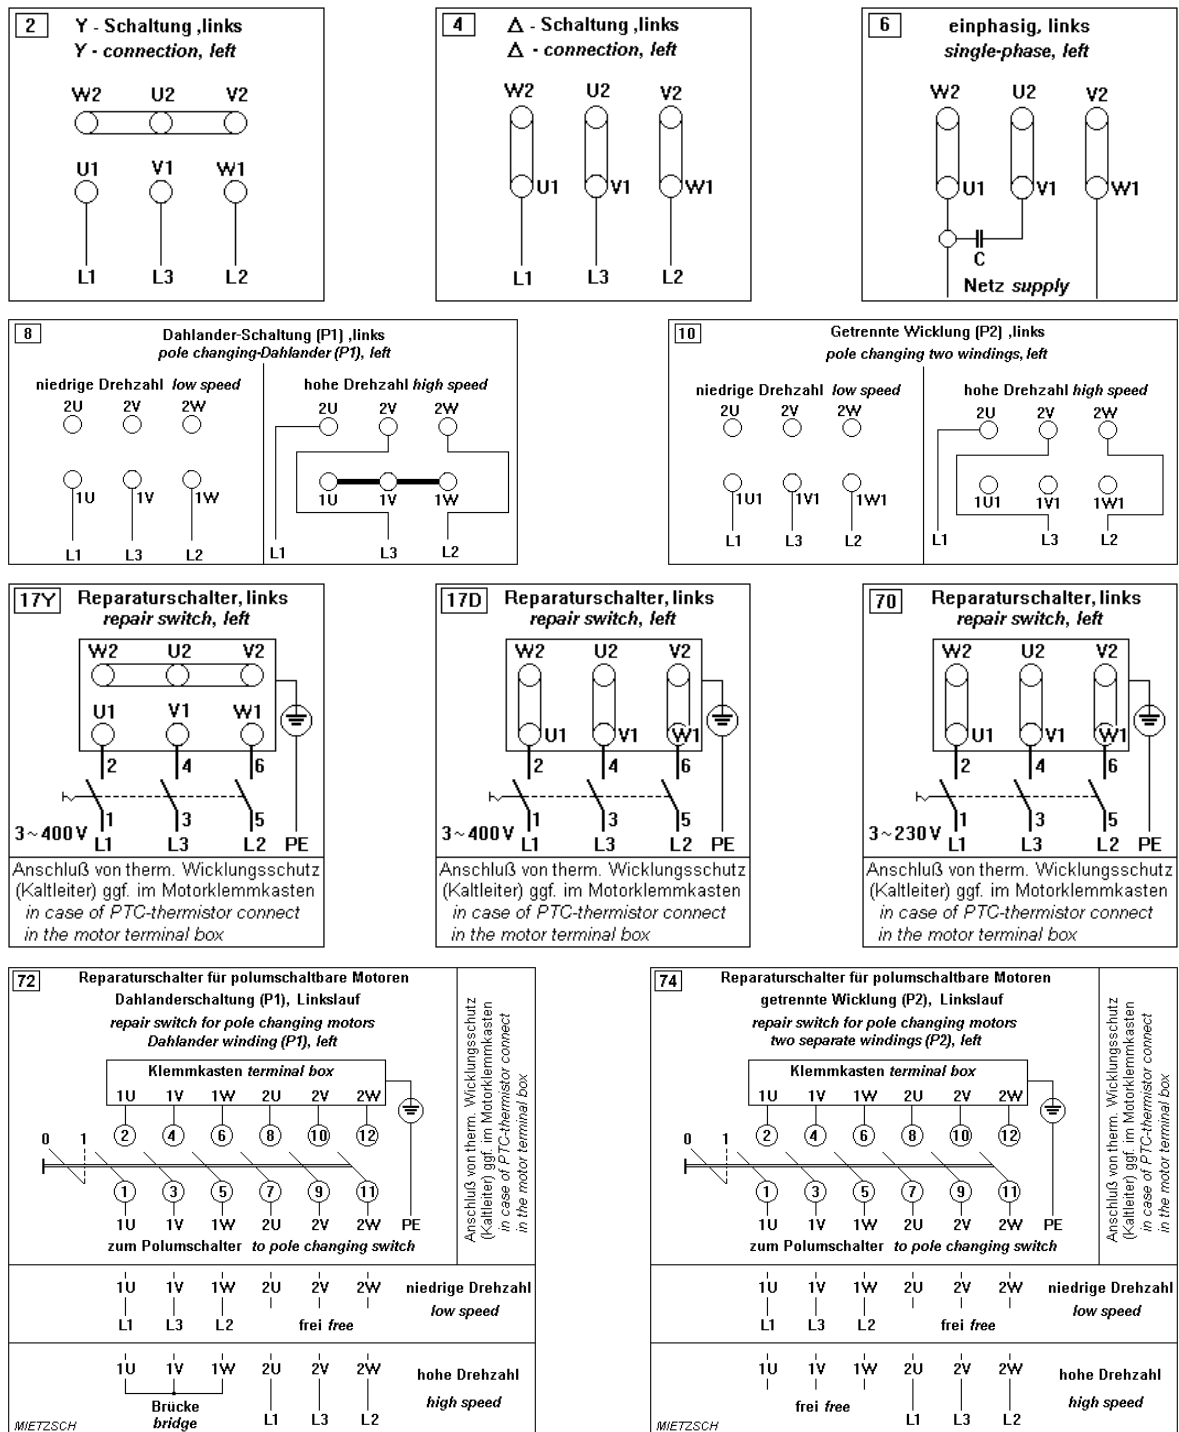 2 Y - Schaltung ,links
Y - connection, left
W2 U2 V2
U1 V1 W1
L1 L3 L2
4 Δ - Schaltung ,links
Δ - connection, left
W2 U2 V2
U1 V1 W1
L1 L3 L2
6 einphasig, links
single-phase, left
W2 U2 V2
U1 V1 W1
C
Netz supply
8 Dahlander-Schaltung (P1) ,links
pole changing-Dahlander (P1), left
niedrige Drehzahl low speed
2U 2V 2W
1U 1V 1W
L1 L3 L2
hohe Drehzahl high speed
2U 2V 2W
1U 1V 1W
L1 L3 L2
10 Getrennte Wicklung (P2) ,links
pole changing two windings, left
niedrige Drehzahl low speed
2U 2V 2W
1U1 1V1 1W1
L1 L3 L2
hohe Drehzahl high speed
2U 2V 2W
1U1 1V1 1W1
L1 L3 L2
17Y Reparaturschalter, links
repair switch, left
W2 U2 V2
U1 V1 W1
2 4 6
1 3 5
3~400V L1 L3 L2 PE
Anschluß von therm. Wicklungsschutz
(Kaltleiter) ggf. im Motorklemmkasten
in case of PTC-thermistor connect
in the motor terminal box
17D Reparaturschalter, links
repair switch, left
W2 U2 V2
U1 V1 W1
2 4 6
1 3 5
3~400V L1 L3 L2 PE
Anschluß von therm. Wicklungsschutz
(Kaltleiter) ggf. im Motorklemmkasten
in case of PTC-thermistor connect
in the motor terminal box
70 Reparaturschalter, links
repair switch, left
W2 U2 V2
U1 V1 W1
2 4 6
1 3 5
3~230V L1 L3 L2 PE
Anschluß von therm. Wicklungsschutz
(Kaltleiter) ggf. im Motorklemmkasten
in case of PTC-thermistor connect
in the motor terminal box
72 Reparaturschalter für polumschaltbare Motoren
Dahlanderschaltung (P1), Linkslauf
repair switch for pole changing motors
Dahlander winding (P1), left
Klemmkasten terminal box
1U 1V 1W 2U 2V 2W
2 4 6 8 10 12
0 1
1 3 5 7 9 11
1U 1V 1W 2U 2V 2W PE
zum Polumschalter to pole changing switch
Anschluß von therm. Wicklungsschutz
(Kaltleiter) ggf. im Motorklemmkasten
in case of PTC-thermistor connect
in the motor terminal box
1U 1V 1W 2U 2V 2W niedrige Drehzahl
low speed
L1 L3 L2 frei free
1U 1V 1W 2U 2V 2W hohe Drehzahl
high speed
Brücke
bridge
L1 L3 L2
MIETZSCH
74 Reparaturschalter für polumschaltbare Motoren
getrennte Wicklung (P2), Linkslauf
repair switch for pole changing motors
two separate windings (P2), left
Klemmkasten terminal box
1U 1V 1W 2U 2V 2W
2 4 6 8 10 12
0 1
1 3 5 7 9 11
1U 1V 1W 2U 2V 2W PE
zum Polumschalter to pole changing switch
Anschluß von therm. Wicklungsschutz
(Kaltleiter) ggf. im Motorklemmkasten
in case of PTC-thermistor connect
in the motor terminal box
1U 1V 1W 2U 2V 2W niedrige Drehzahl
low speed
L1 L3 L2 frei free
1U 1V 1W 2U 2V 2W hohe Drehzahl
high speed
frei free
L1 L3 L2
MIETZSCH